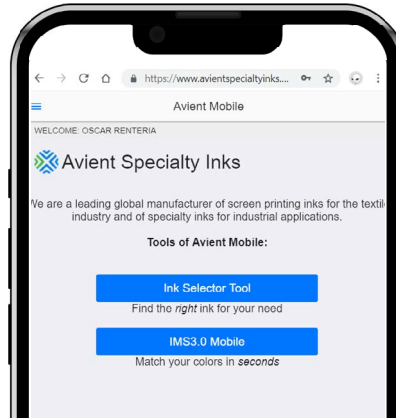 https://www.avientspecialtyinks....
Avient Mobile
WELCOME: OSCAR RENTERIA
Avient Specialty Inks
We are a leading global manufacturer of screen printing inks for the textil
industry and of specialty inks for industrial applications.
Tools of Avient Mobile:
Ink Selector Tool
Find the right ink for your need
IMS3.0 Mobile
Match your colors in seconds